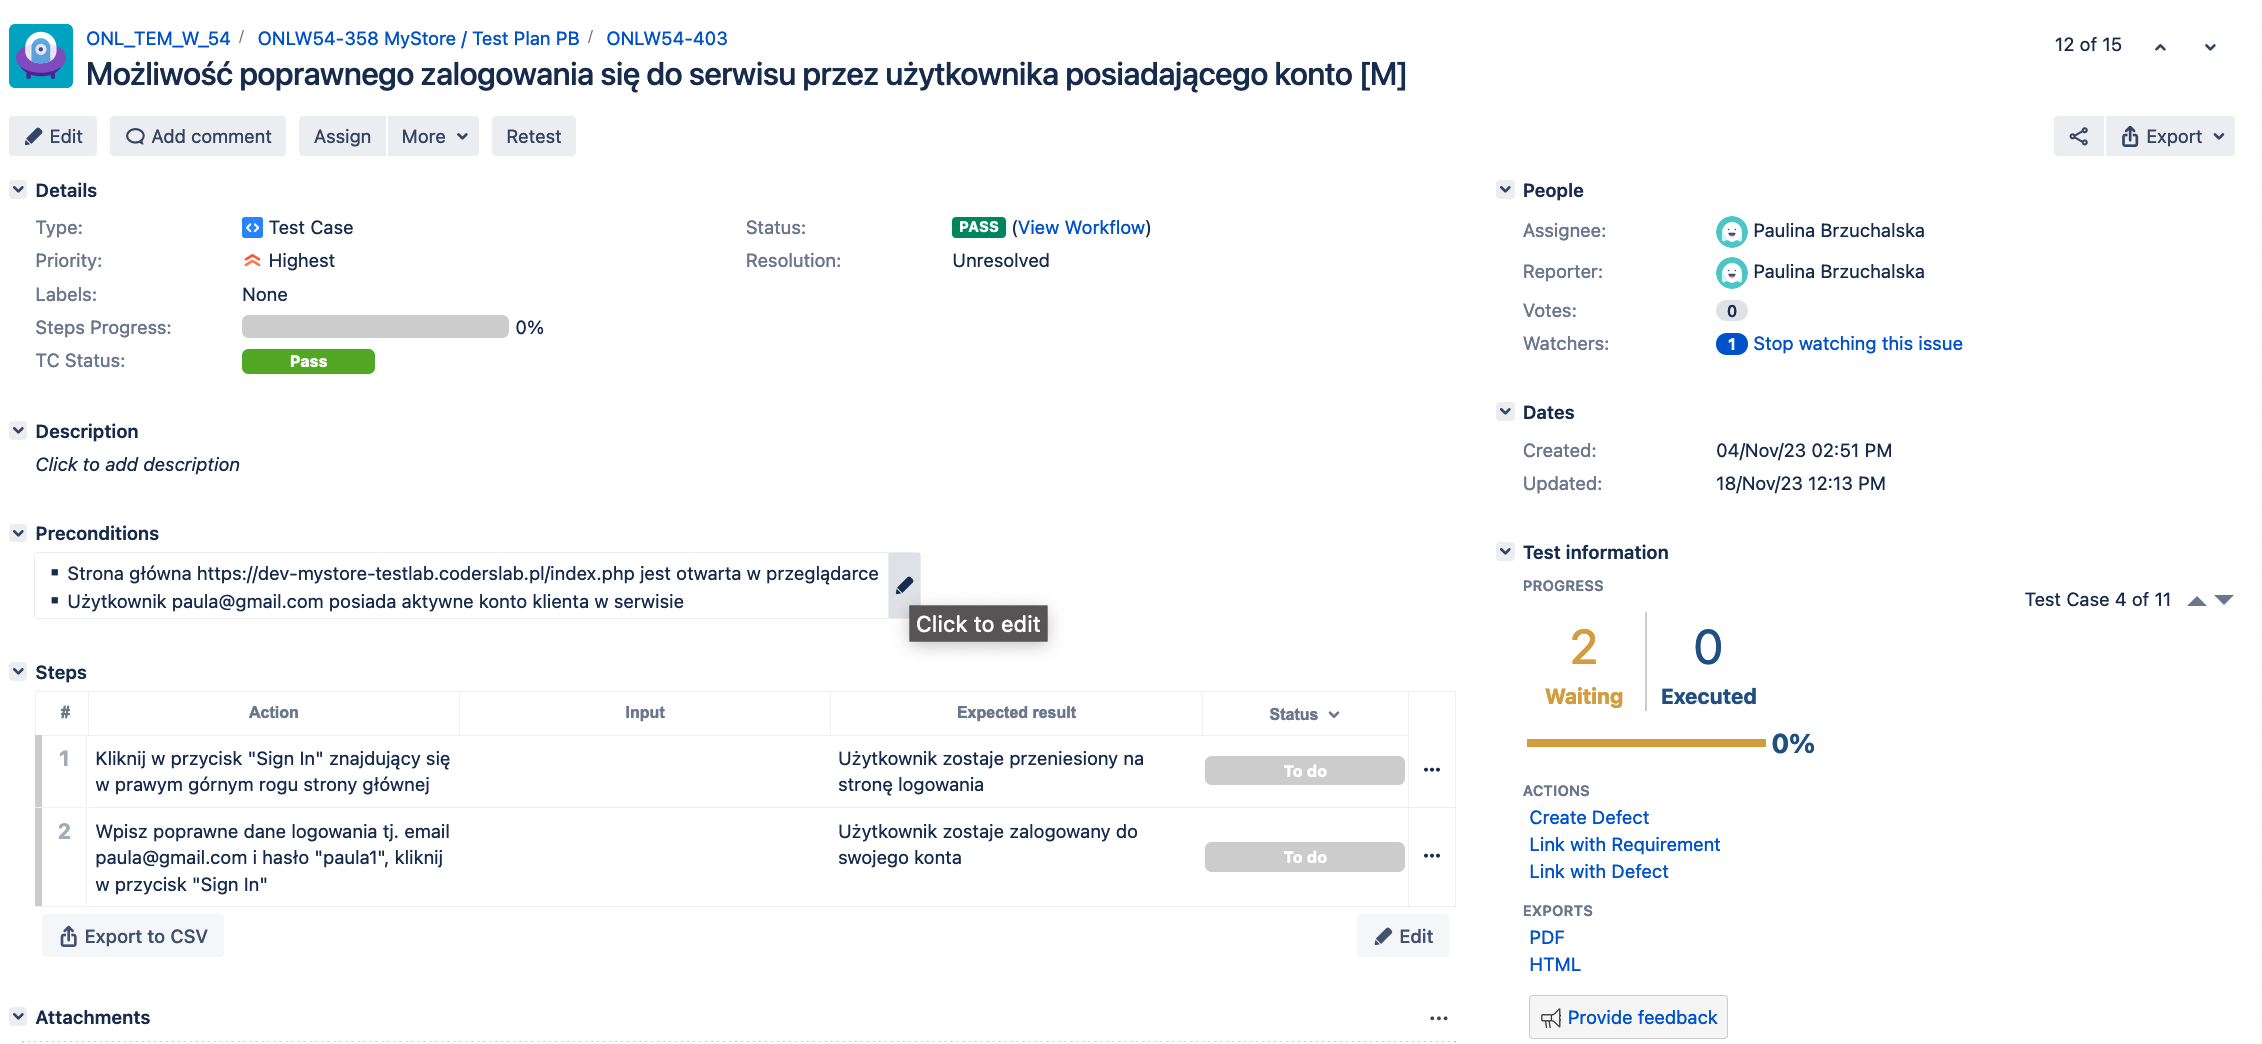 ONL_TEM_W_54 / ONLW54-358 MyStore / Test Plan PB / ONLW54-403
Możliwość poprawnego zalogowania się do serwisu przez użytkownika posiadającego konto [M]
12 of 15
Edit
Add comment
Assign
More
Retest
Export
Details
Type: Test Case
Priority: Highest
Labels: None
Steps Progress: 0%
TC Status: Pass
Status: PASS (View Workflow)
Resolution: Unresolved
Description
Click to add description
Preconditions
▪ Strona główna https://dev-mystore-testlab.coderslab.pl/index.php jest otwarta w przeglądarce
▪ Użytkownik paula@gmail.com posiada aktywne konto klienta w serwisie
Click to edit
Steps
# Action Input Expected result Status
1 Kliknij w przycisk "Sign In" znajdujący się
w prawym górnym rogu strony głównej
Użytkownik zostaje przeniesiony na
stronę logowania
To do
2 Wpisz poprawne dane logowania tj. email
paula@gmail.com i hasło "paula1", kliknij
w przycisk "Sign In"
Użytkownik zostaje zalogowany do
swojego konta
To do
Export to CSV
Edit
Attachments
People
Assignee: Paulina Brzuchalska
Reporter: Paulina Brzuchalska
Votes: 0
Watchers: 1 Stop watching this issue
Dates
Created: 04/Nov/23 02:51 PM
Updated: 18/Nov/23 12:13 PM
Test information
PROGRESS
Test Case 4 of 11
2
Waiting
0
Executed
0%
ACTIONS
Create Defect
Link with Requirement
Link with Defect
EXPORTS
PDF
HTML
Provide feedback